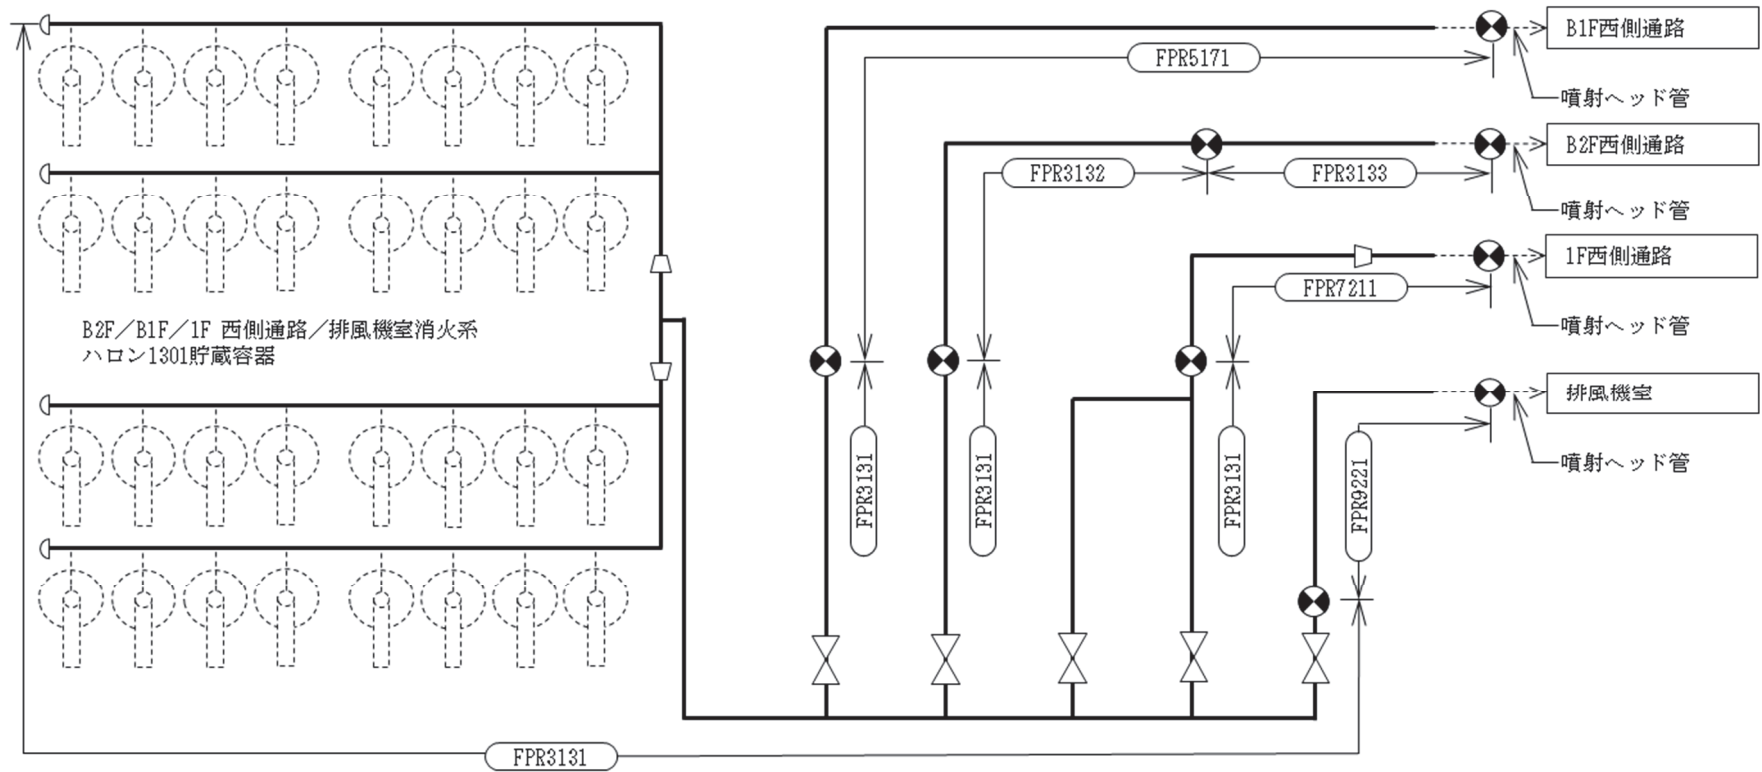 B1F西側通路
FPR5171
噴射ヘッド管
B2F西側通路
FPR3132
FPR3133
噴射ヘッド管
1F西側通路
FPR7211
噴射ヘッド管
B2F／B1F／1F 西側通路／排風機室消火系
ハロン1301貯蔵容器
排風機室
噴射ヘッド管
FPR3131
FPR3131
FPR3131
FPR9221
FPR3131